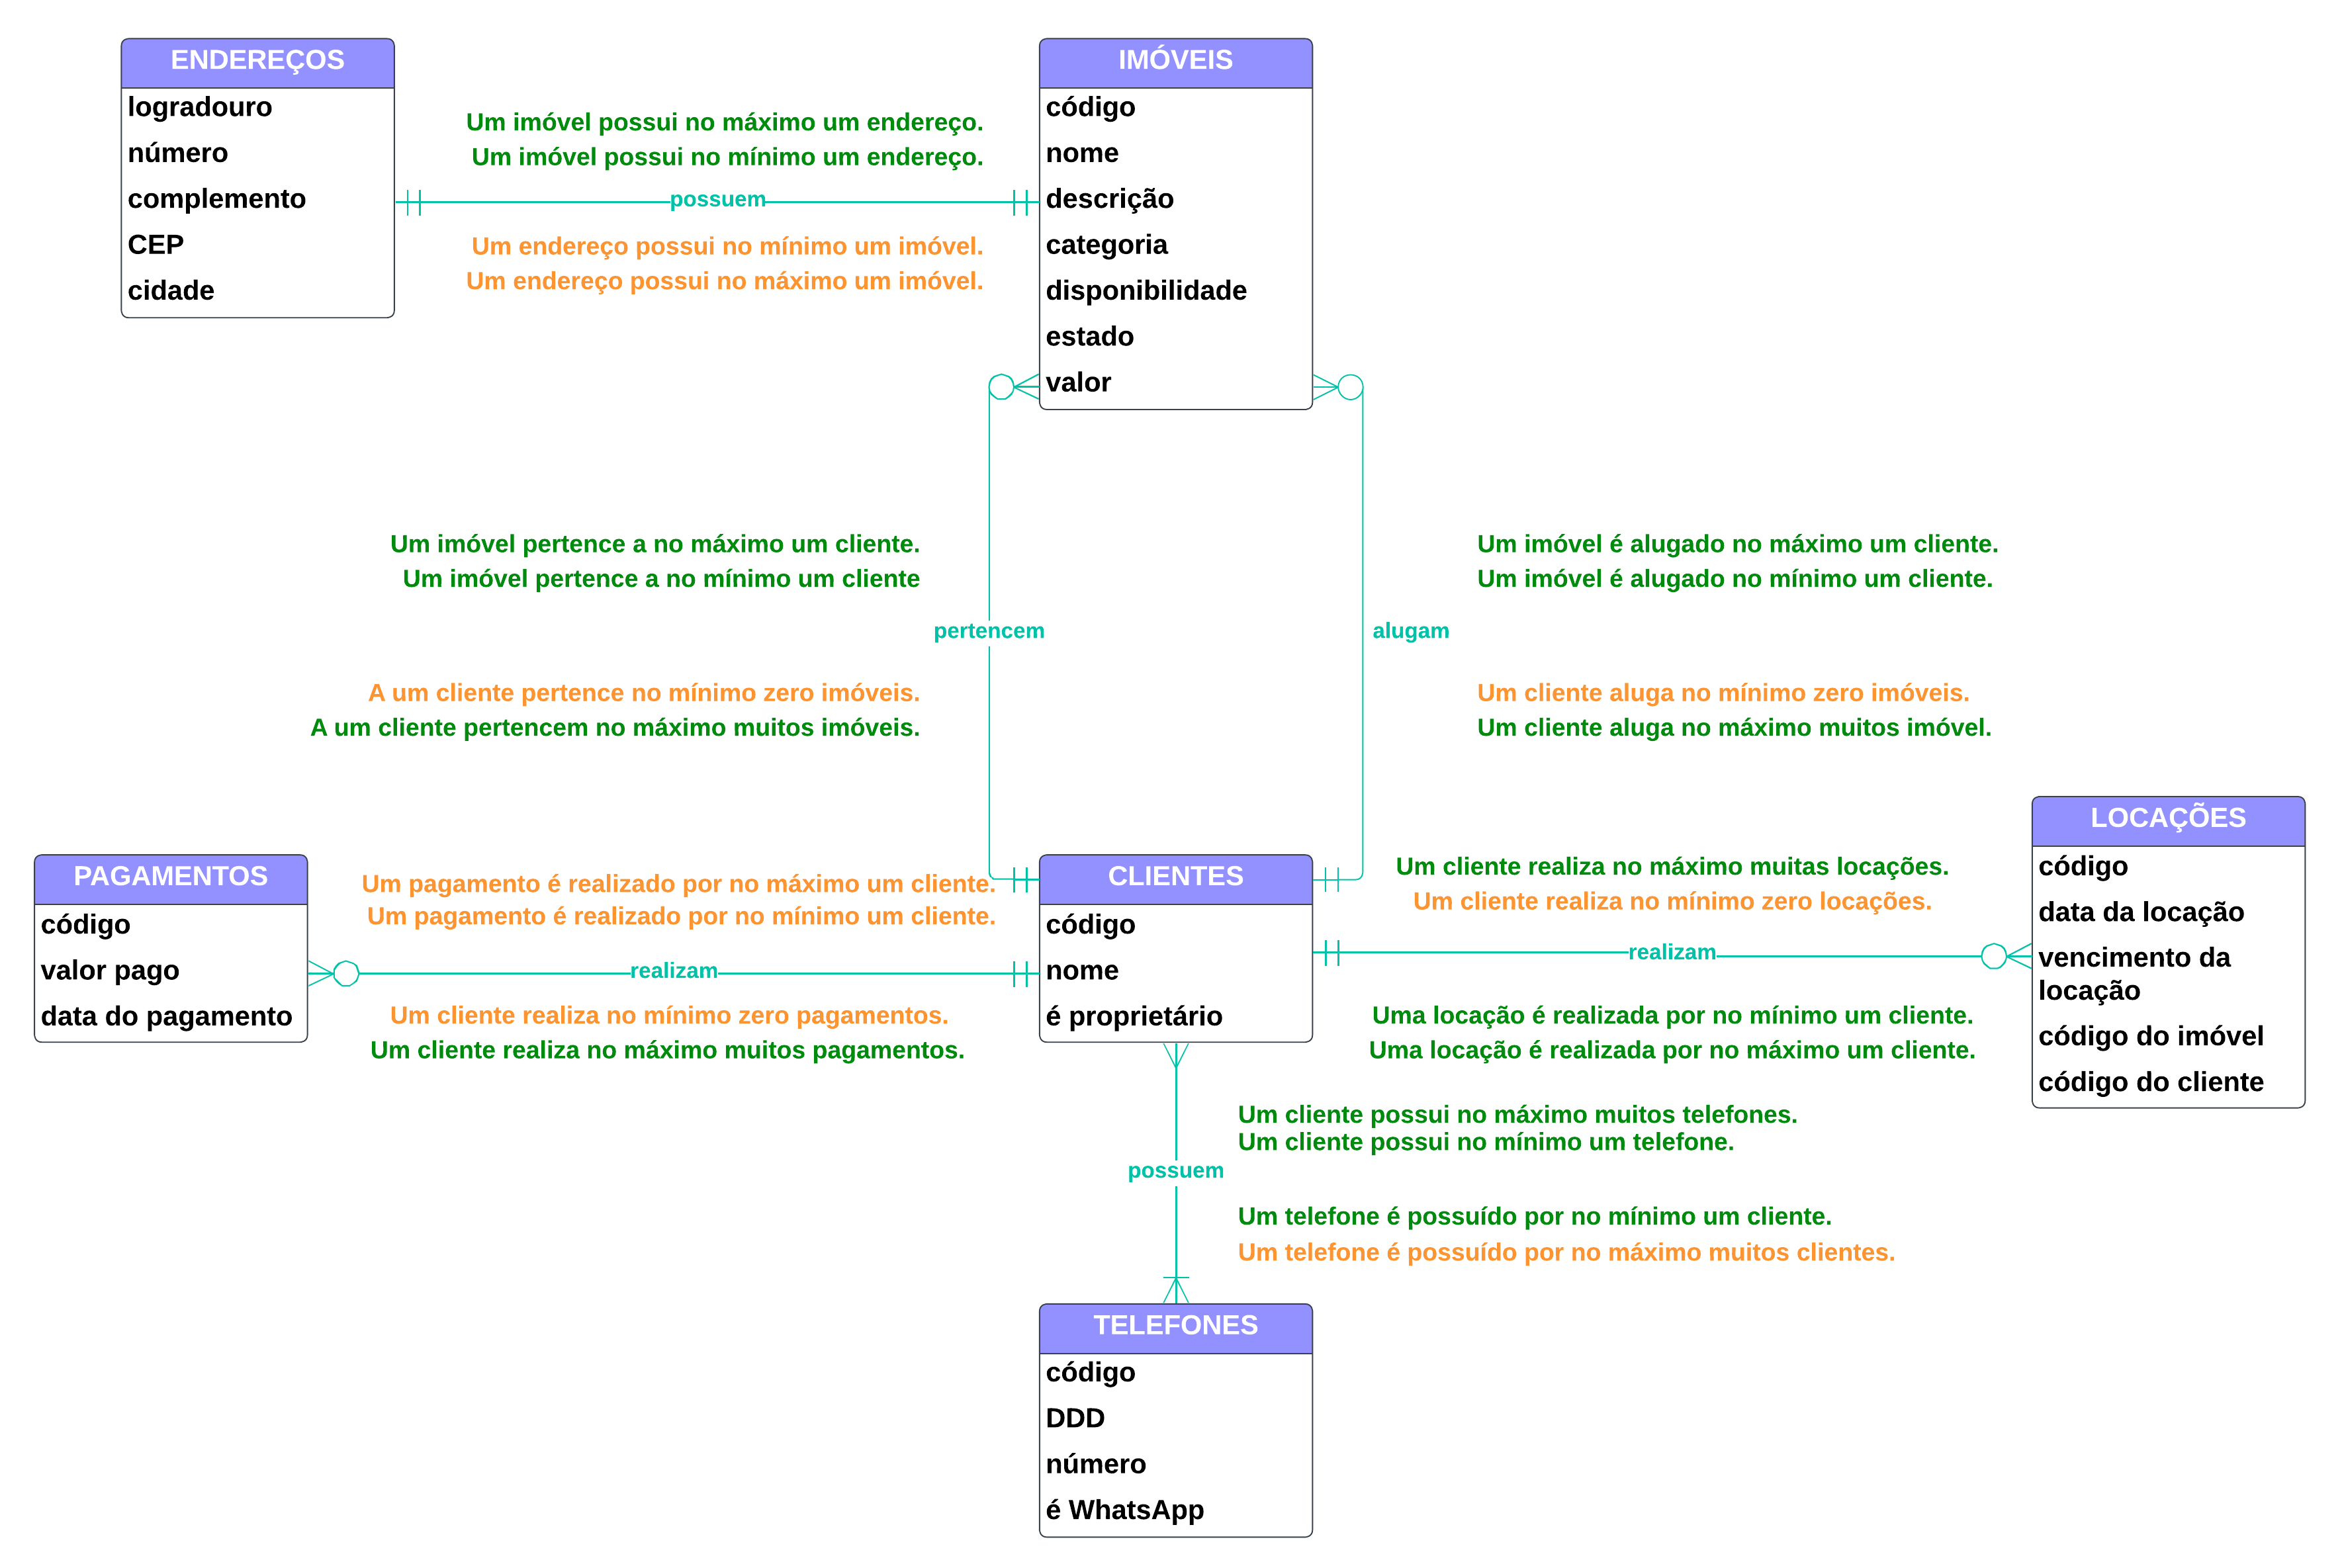 ENDEREÇOS
logradouro
número
complemento
CEP
cidade
Um imóvel possui no máximo um endereço.
Um imóvel possui no mínimo um endereço.
possuem
Um endereço possui no mínimo um imóvel.
Um endereço possui no máximo um imóvel.
IMÓVEIS
código
nome
descrição
categoria
disponibilidade
estado
valor
Um imóvel pertence a no máximo um cliente.
Um imóvel pertence a no mínimo um cliente
pertencem
A um cliente pertence no mínimo zero imóveis.
A um cliente pertencem no máximo muitos imóveis.
Um imóvel é alugado no máximo um cliente.
Um imóvel é alugado no mínimo um cliente.
alugam
Um cliente aluga no mínimo zero imóveis.
Um cliente aluga no máximo muitos imóvel.
PAGAMENTOS
código
valor pago
data do pagamento
Um pagamento é realizado por no máximo um cliente.
Um pagamento é realizado por no mínimo um cliente.
realizam
Um cliente realiza no mínimo zero pagamentos.
Um cliente realiza no máximo muitos pagamentos.
CLIENTES
código
nome
é proprietário
Um cliente realiza no máximo muitas locações.
Um cliente realiza no mínimo zero locações.
realizam
Uma locação é realizada por no mínimo um cliente.
Uma locação é realizada por no máximo um cliente.
LOCAÇÕES
código
data da locação
vencimento da
locação
código do imóvel
código do cliente
Um cliente possui no máximo muitos telefones.
Um cliente possui no mínimo um telefone.
possuem
Um telefone é possuído por no mínimo um cliente.
Um telefone é possuído por no máximo muitos clientes.
TELEFONES
código
DDD
número
é WhatsApp